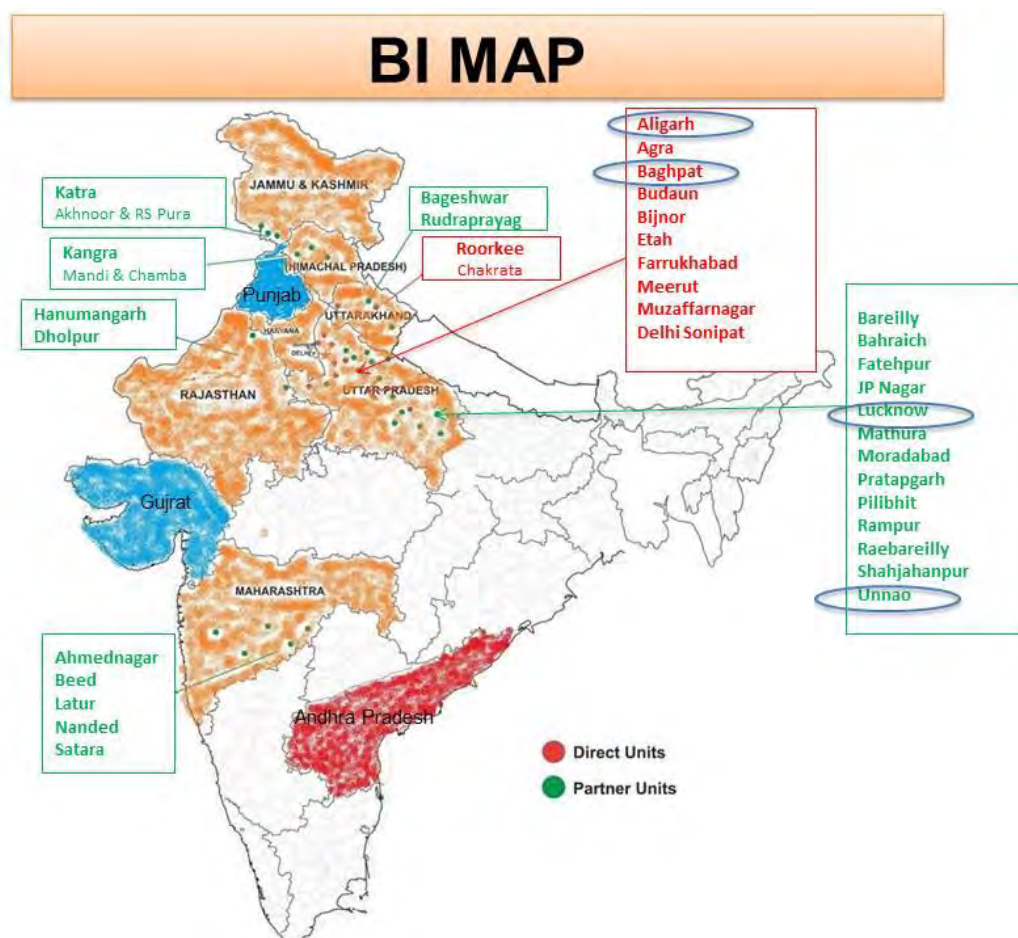 BI MAP
JAMMU & KASHMIR
(HIMACHAL PRADESH)
Punjab
UTTARAKHAND
HARYANA
DELHI
RAJASTHAN
UTTAR PRADESH
Gujrat
MAHARASHTRA
Andhra Pradesh
Katra
Akhnoor & RS Pura
Kangra
Mandi & Chamba
Hanumangarh
Dholpur
Bageshwar
Rudraprayag
Roorkee
Chakrata
Aligarh
Agra
Baghpat
Budaun
Bijnor
Etah
Farrukhabad
Meerut
Muzaffarnagar
Delhi Sonipat
Bareilly
Bahraich
Fatehpur
JP Nagar
Lucknow
Mathura
Moradabad
Pratapgarh
Pilibhit
Rampur
Raebareilly
Shahjahanpur
Unnao
Ahmednagar
Beed
Latur
Nanded
Satara
Direct Units
Partner Units